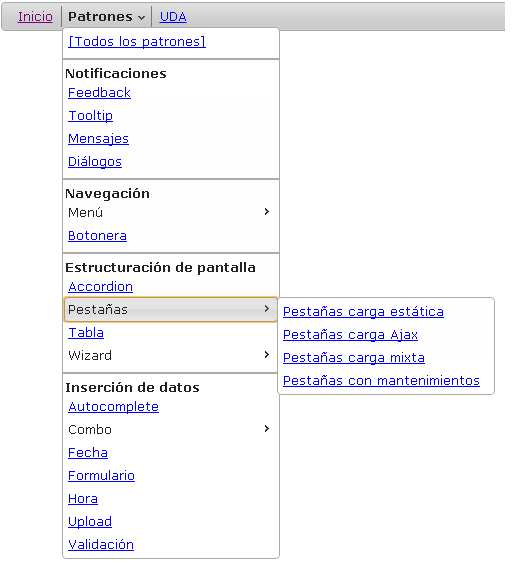 Inicio Patrones UDA
[Todos los patrones]
Notificaciones
Feedback
Tooltip
Mensajes
Diálogos
Navegación
Menú
Botonera
Estructuración de pantalla
Accordion
Pestañas
Pestañas carga estática
Pestañas carga Ajax
Pestañas carga mixta
Pestañas con mantenimientos
Tabla
Wizard
Inserción de datos
Autocomplete
Combo
Fecha
Formulario
Hora
Upload
Validación